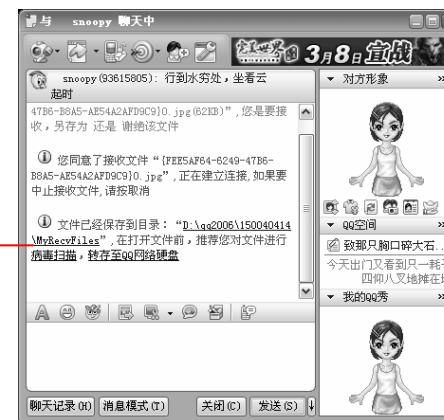 与 snoopy 聊天中
3月8日宣战
snoopy(93615805): 行到水穷处，坐看云
起时
47B6-B8A5-AE54A2AFD9C9}0.jpg(62KB)”,您是要接
收，另存为 还是 谢绝该文件
您同意了接收文件“{FEE5AF64-6249-47B6-
B8A5-AE54A2AFD9C9}0.jpg”,正在建立连接,如果要
中止接收文件,请按取消
文件已经保存到目录：“D:\qq2006\150040414
\MyRecvFiles”,在打开文件前，推荐您对文件进行
病毒扫描，转存至QQ网络硬盘
聊天记录(H) 消息模式(T) 关闭(C) 发送(S)
对方形象
QQ空间
致那只胸口碎大石..
今天出门又看到只一耗子
四仰八叉地摊在地
我的QQ秀